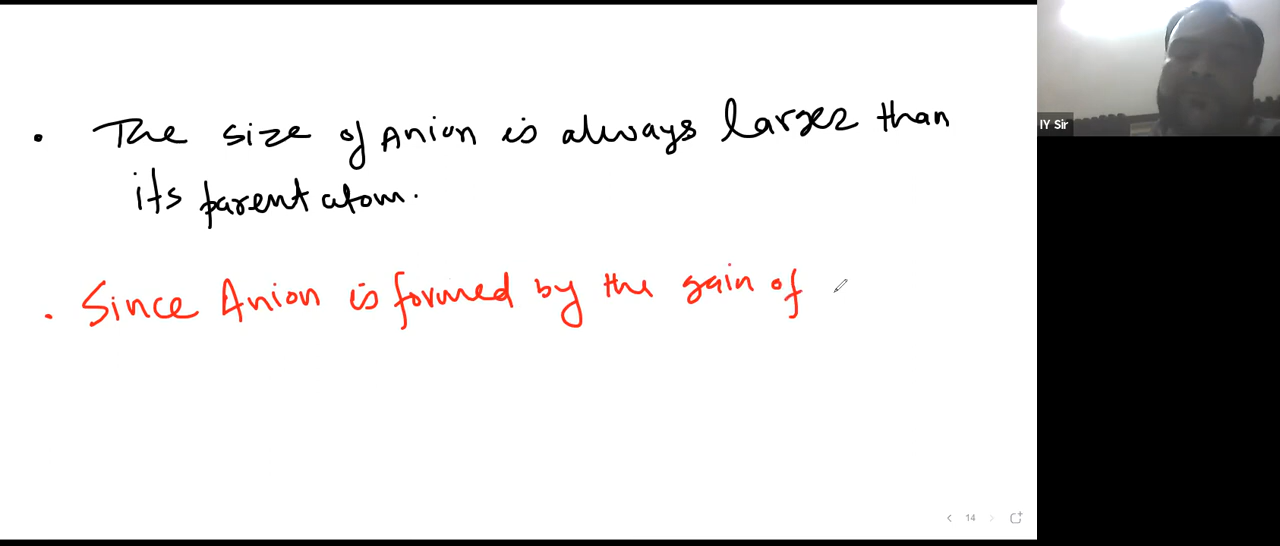 • The size of Anion is always larger than
its parent atom.
• Since Anion is formed by the gain of
IY Sir
14